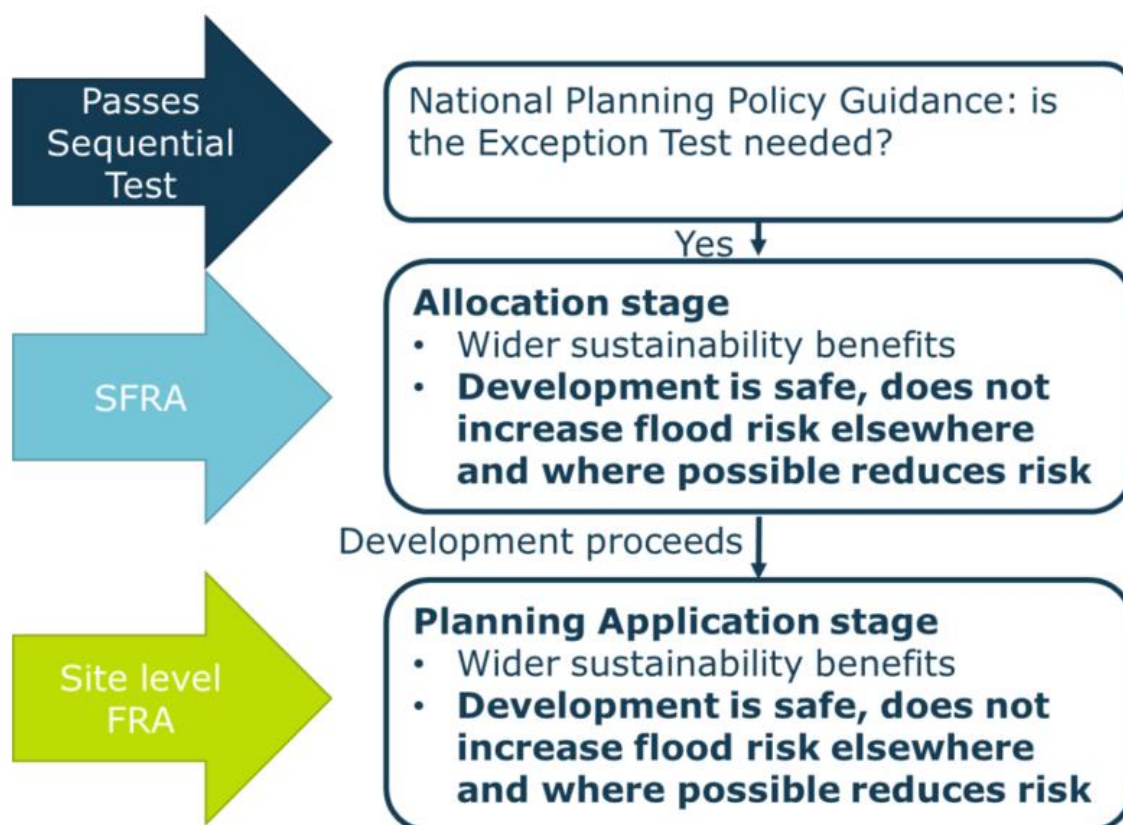 Passes
Sequential
Test
National Planning Policy Guidance: is
the Exception Test needed?
Yes
SFRA
Allocation stage
• Wider sustainability benefits
• Development is safe, does not
increase flood risk elsewhere
and where possible reduces risk
Development proceeds
Site level
FRA
Planning Application stage
• Wider sustainability benefits
• Development is safe, does not
increase flood risk elsewhere
and where possible reduces risk